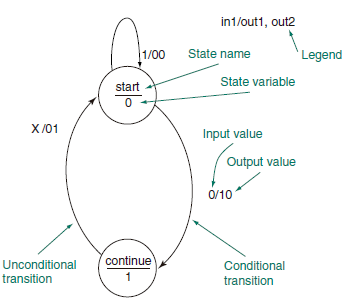 in1/out1, out2
1/00
State name
Legend
start
0
State variable
X /01
Input value
Output value
0/10
continue
1
Unconditional
transition
Conditional
transition